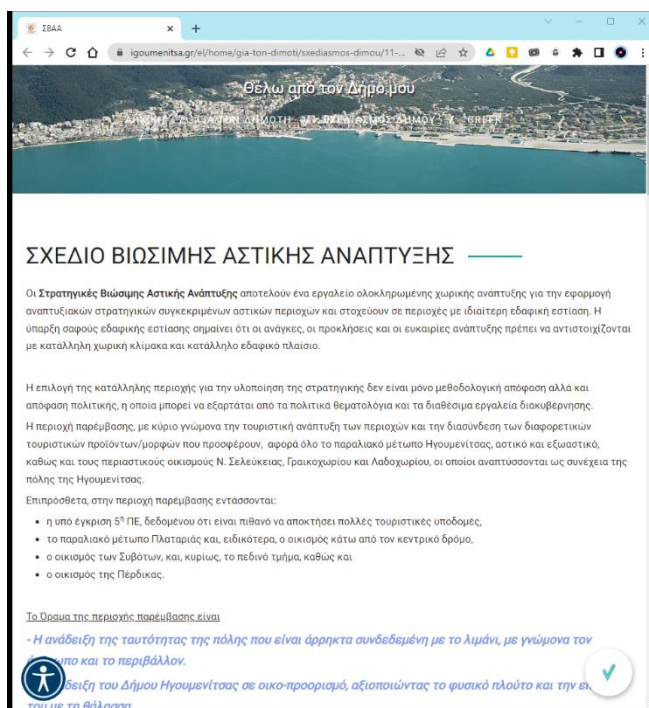 ΣΒΑΑ
igoumenitsa.gr/el/home/gia-ton-dimoti/sxediasmos-dimou/11-...
Θέλω από τον Δήμο μου
ΑΡΧΙΚΗ / ΓΙΑ ΤΟΝ ΔΗΜΟΤΗ / ΣΧΕΔΙΑΣΜΟΣ ΔΗΜΟΥ / GREEK
ΣΧΕΔΙΟ ΒΙΩΣΙΜΗΣ ΑΣΤΙΚΗΣ ΑΝΑΠΤΥΞΗΣ
Οι Στρατηγικές Βιώσιμης Αστικής Ανάπτυξης αποτελούν ένα εργαλείο ολοκληρωμένης χωρικής ανάπτυξης για την εφαρμογή
αναπτυξιακών στρατηγικών συγκεκριμένων αστικών περιοχών και στοχεύουν σε περιοχές με ιδιαίτερη εδαφική εστίαση. Η
ύπαρξη σαφούς εδαφικής εστίασης σημαίνει ότι οι ανάγκες, οι προκλήσεις και οι ευκαιρίες ανάπτυξης πρέπει να αντιστοιχίζονται
με κατάλληλη χωρική κλίμακα και κατάλληλο εδαφικό πλαίσιο.
Η επιλογή της κατάλληλης περιοχής για την υλοποίηση της στρατηγικής δεν είναι μόνο μεθοδολογική απόφαση αλλά και
απόφαση πολιτικής, η οποία μπορεί να εξαρτάται από τα πολιτικά θεματολόγια και τα διαθέσιμα εργαλεία διακυβέρνησης.
Η περιοχή παρέμβασης, με κύριο γνώμονα την τουριστική ανάπτυξη των περιοχών και την διασύνδεση των διαφορετικών
τουριστικών προϊόντων/μορφών που προσφέρουν, αφορά όλο το παραλιακό μέτωπο Ηγουμενίτσας, αστικό και εξωαστικό,
καθώς και τους περιαστικούς οικισμούς Ν. Σελεύκειας, Γραικοχωρίου και Λαδοχωρίου, οι οποίοι αναπτύσσονται ως συνέχεια της
πόλης της Ηγουμενίτσας.
Επιπρόσθετα, στην περιοχή παρέμβασης εντάσσονται:
• η υπό έγκριση 5η ΠΕ, δεδομένου ότι είναι πιθανό να αποκτήσει πολλές τουριστικές υποδομές,
• το παραλιακό μέτωπο Πλαταριάς και, ειδικότερα, ο οικισμός κάτω από τον κεντρικό δρόμο,
• ο οικισμός των Συβότων, και, κυρίως, το πεδινό τμήμα, καθώς και
• ο οικισμός της Πέρδικας.
Το Όραμα της περιοχής παρέμβασης είναι
- Η ανάδειξη της ταυτότητας της πόλης που είναι άρρηκτα συνδεδεμένη με το λιμάνι, με γνώμονα τον
και το περιβάλλον.
του Δήμου Ηγουμενίτσας σε οικο-προορισμό, αξιοποιώντας το φυσικό πλούτο και την
του με τη θάλασσα